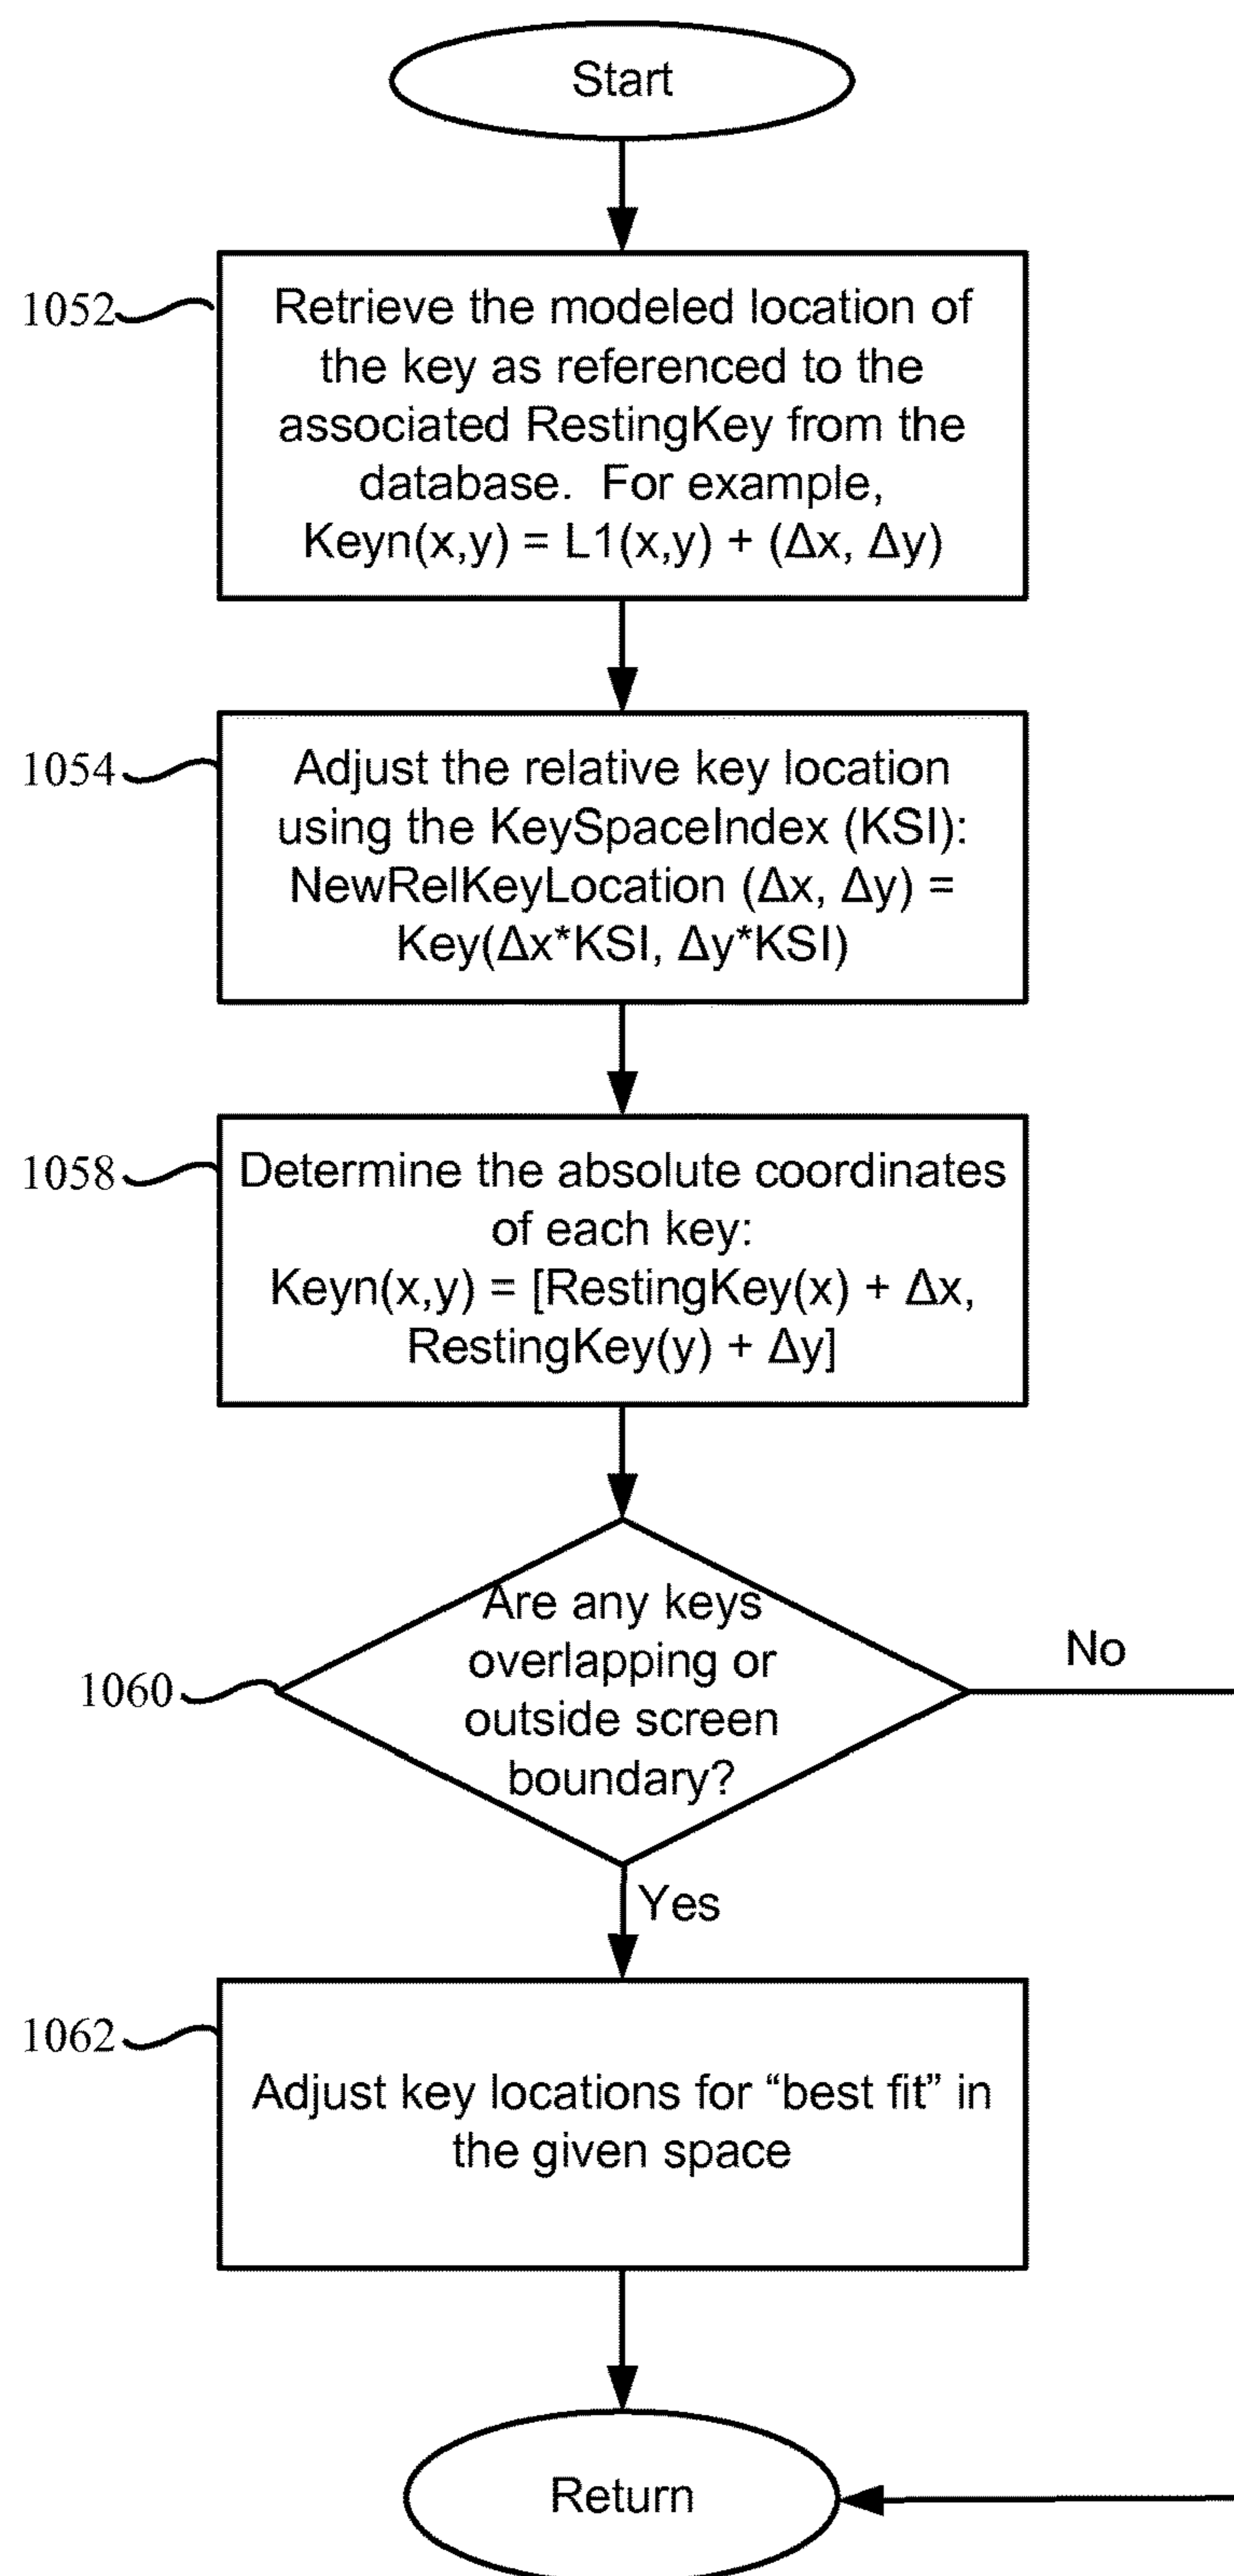 Start
1052
Retrieve the modeled location of
the key as referenced to the
associated RestingKey from the
database.  For example,
Keyn(x,y) = L1(x,y) + (Δx, Δy)
1054
Adjust the relative key location
using the KeySpaceIndex (KSI):
NewRelKeyLocation (Δx, Δy) =
Key(Δx*KSI, Δy*KSI)
1058
Determine the absolute coordinates
of each key:
Keyn(x,y) = [RestingKey(x) + Δx,
RestingKey(y) + Δy]
1060
Are any keys
overlapping or
outside screen
boundary?
No
Yes
1062
Adjust key locations for “best fit” in
the given space
Return